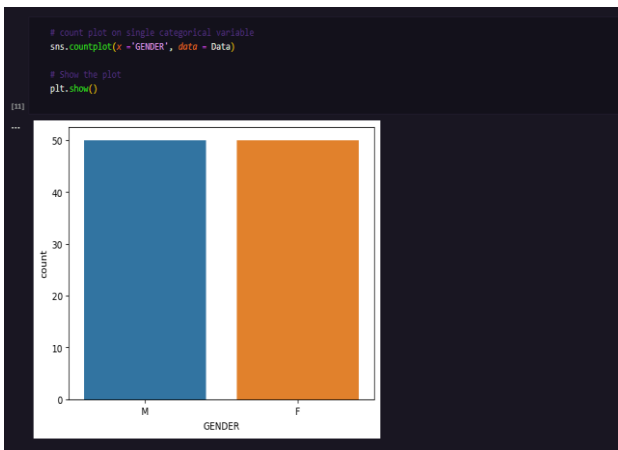 # count plot on single categorical variable
sns.countplot(x ='GENDER', data = Data)
# Show the plot
plt.show()
[11]
...
50
40
30
20
10
0
count
M F
GENDER